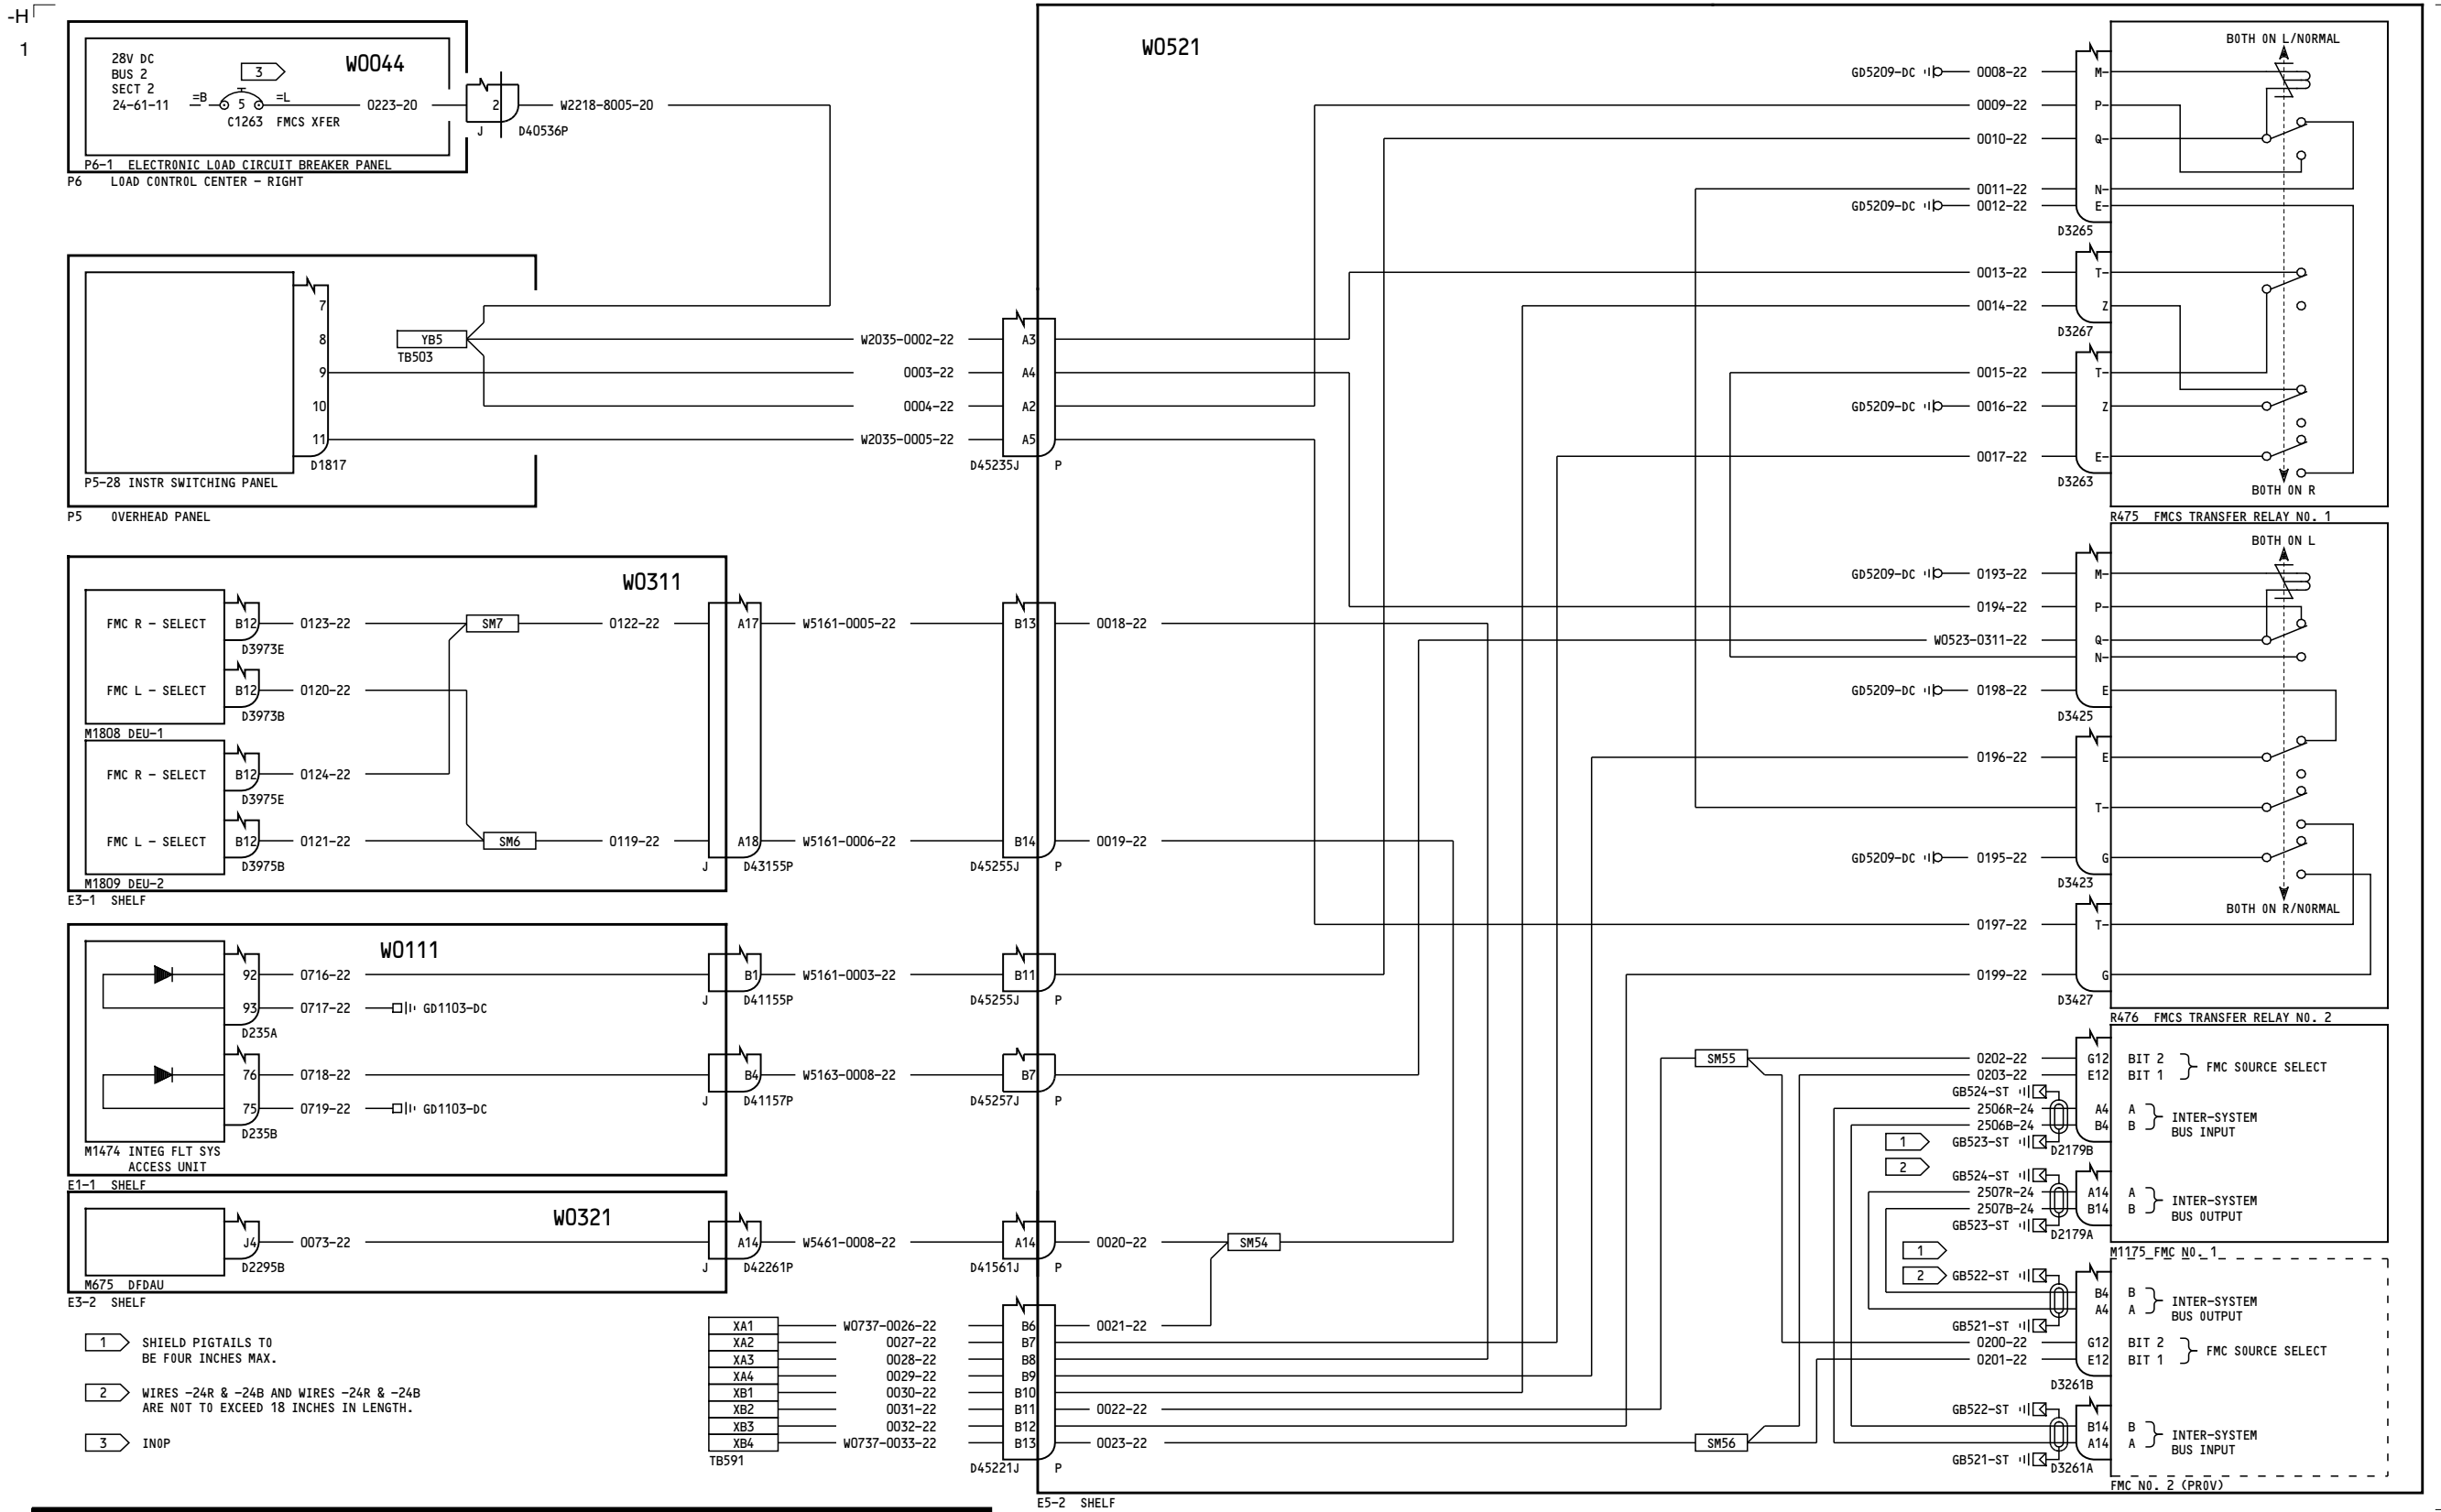 -H
1
W0044
28V DC
BUS 2
SECT 2
24-61-11
=B
5
=L
3
C1263 FMCS XFER
0223-20
2
J
D40536P
W2218-8005-20
P6-1 ELECTRONIC LOAD CIRCUIT BREAKER PANEL
P6 LOAD CONTROL CENTER - RIGHT
7
8
9
10
11
D1817
YB5
TB503
P5-28 INSTR SWITCHING PANEL
P5 OVERHEAD PANEL
W2035-0002-22
0003-22
0004-22
W2035-0005-22
A3
A4
A2
A5
D45235J P
W0311
FMC R - SELECT B12 0123-22
D3973E
FMC L - SELECT B12 0120-22
D3973B
M1808 DEU-1
FMC R - SELECT B12 0124-22
D3975E
FMC L - SELECT B12 0121-22
D3975B
M1809 DEU-2
E3-1 SHELF
SM7 0122-22 A17 W5161-0005-22 B13 0018-22
SM6 0119-22 A18 W5161-0006-22 B14 0019-22
J D43155P
D45255J P
W0111
92 0716-22 B1 W5161-0003-22 B11
93 0717-22 GD1103-DC
D235A
J D41155P
D45255J P
76 0718-22 B4 W5163-0008-22 B7
75 0719-22 GD1103-DC
D235B
J D41157P
D45257J P
M1474 INTEG FLT SYS
ACCESS UNIT
E1-1 SHELF
W0321
J4 0073-22 A14 W5461-0008-22 A14 0020-22 SM54
D2295B
J D42261P
D41561J P
M675 DFDAU
E3-2 SHELF
1 SHIELD PIGTAILS TO
BE FOUR INCHES MAX.
2 WIRES -24R & -24B AND WIRES -24R & -24B
ARE NOT TO EXCEED 18 INCHES IN LENGTH.
3 INOP
XA1 W0737-0026-22 B6 0021-22
XA2 0027-22 B7
XA3 0028-22 B8
XA4 0029-22 B9
XB1 0030-22 B10
XB2 0031-22 B11 0022-22
XB3 0032-22 B12
XB4 W0737-0033-22 B13 0023-22
TB591
D45221J P
E5-2 SHELF
W0521
BOTH ON L/NORMAL
GD5209-DC 0008-22 M-
0009-22 P-
0010-22 Q-
0011-22 N-
GD5209-DC 0012-22 E-
D3265
0013-22 T-
0014-22 Z
D3267
0015-22 T-
GD5209-DC 0016-22 Z
0017-22 E-
D3263
BOTH ON R
R475 FMCS TRANSFER RELAY NO. 1
BOTH ON L
GD5209-DC 0193-22 M-
0194-22 P-
W0523-0311-22 Q-
N-
GD5209-DC 0198-22 E
D3425
0196-22 E
T-
GD5209-DC 0195-22 G
D3423
0197-22 T-
0199-22 G
D3427
BOTH ON R/NORMAL
R476 FMCS TRANSFER RELAY NO. 2
SM55
0202-22 G12 BIT 2
0203-22 E12 BIT 1
FMC SOURCE SELECT
GB524-ST
2506R-24 A4 A
2506B-24 B4 B
INTER-SYSTEM
BUS INPUT
1 GB523-ST D2179B
2
GB524-ST
2507R-24 A14 A
2507B-24 B14 B
INTER-SYSTEM
BUS OUTPUT
GB523-ST D2179A
M1175 FMC NO. 1
1
2 GB522-ST
B4 B
A4 A
INTER-SYSTEM
BUS OUTPUT
GB521-ST
0200-22 G12 BIT 2
0201-22 E12 BIT 1
FMC SOURCE SELECT
D3261B
GB522-ST
B14 B
A14 A
INTER-SYSTEM
BUS INPUT
SM56
GB521-ST D3261A
FMC NO. 2 (PROV)